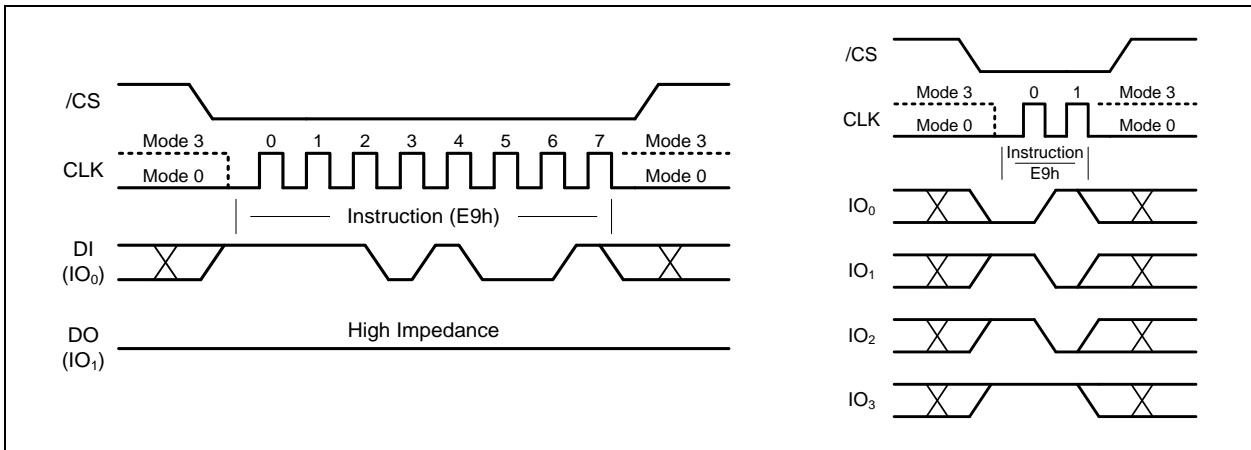 /CS
CLK
Mode 3
Mode 0
0 1 2 3 4 5 6 7
Mode 3
Mode 0
Instruction (E9h)
DI
(IO₀)
DO
(IO₁)
High Impedance
/CS
CLK
Mode 3
Mode 0
0 1
Mode 3
Mode 0
Instruction
E9h
IO₀
IO₁
IO₂
IO₃